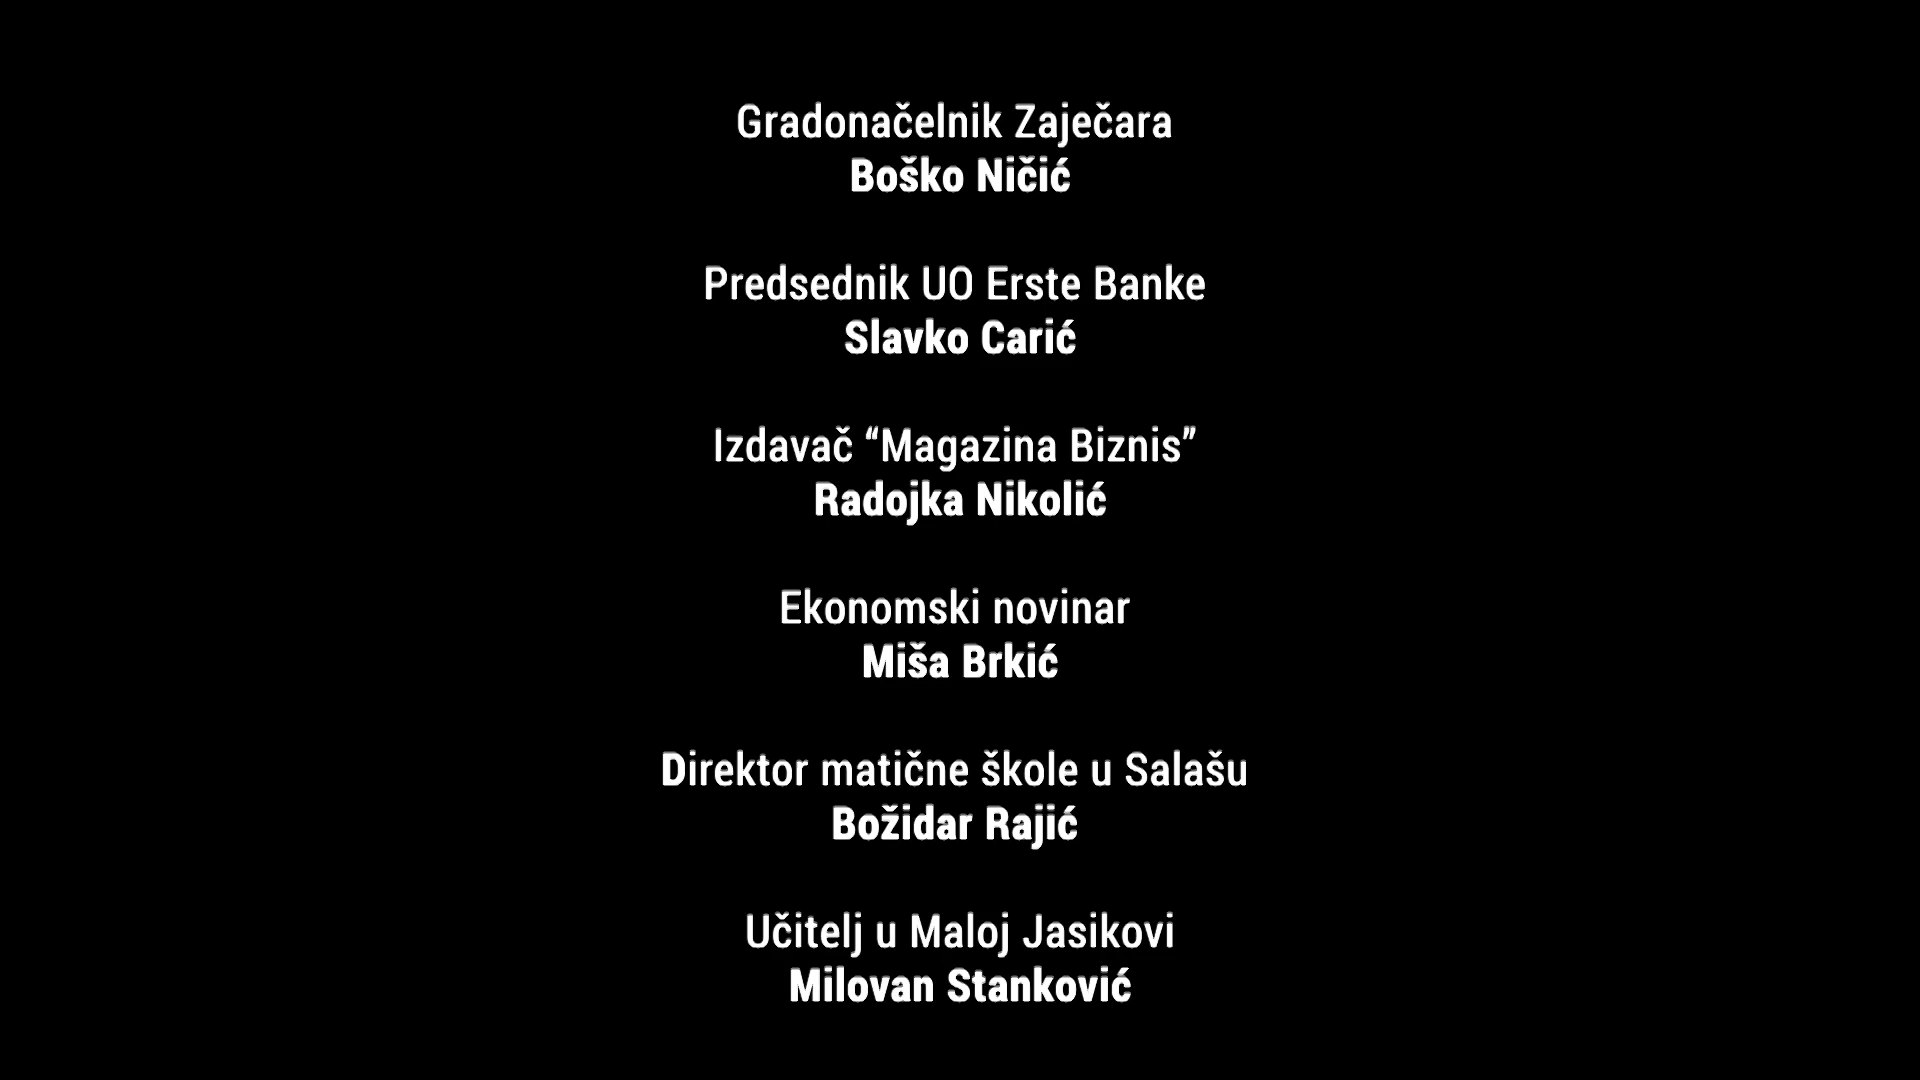 Gradonačelnik Zaječara
Boško Ničić
Predsednik UO Erste Banke
Slavko Carić
Izdavač “Magazina Biznis”
Radojka Nikolić
Ekonomski novinar
Miša Brkić
Direktor matične škole u Salašu
Božidar Rajić
Učitelj u Maloj Jasikovi
Milovan Stanković